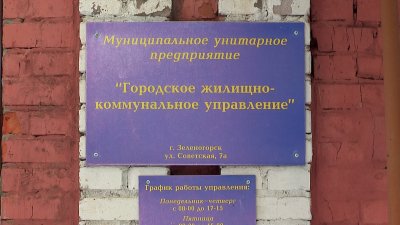 Муниципальное унитарное
предприятие
"Городское жилищно-
коммунальное управление"
г. Зеленогорск
ул. Советская, 7а
График работы управления:
Понедельник-четверг
с 08-00 до 17-15
Пятница